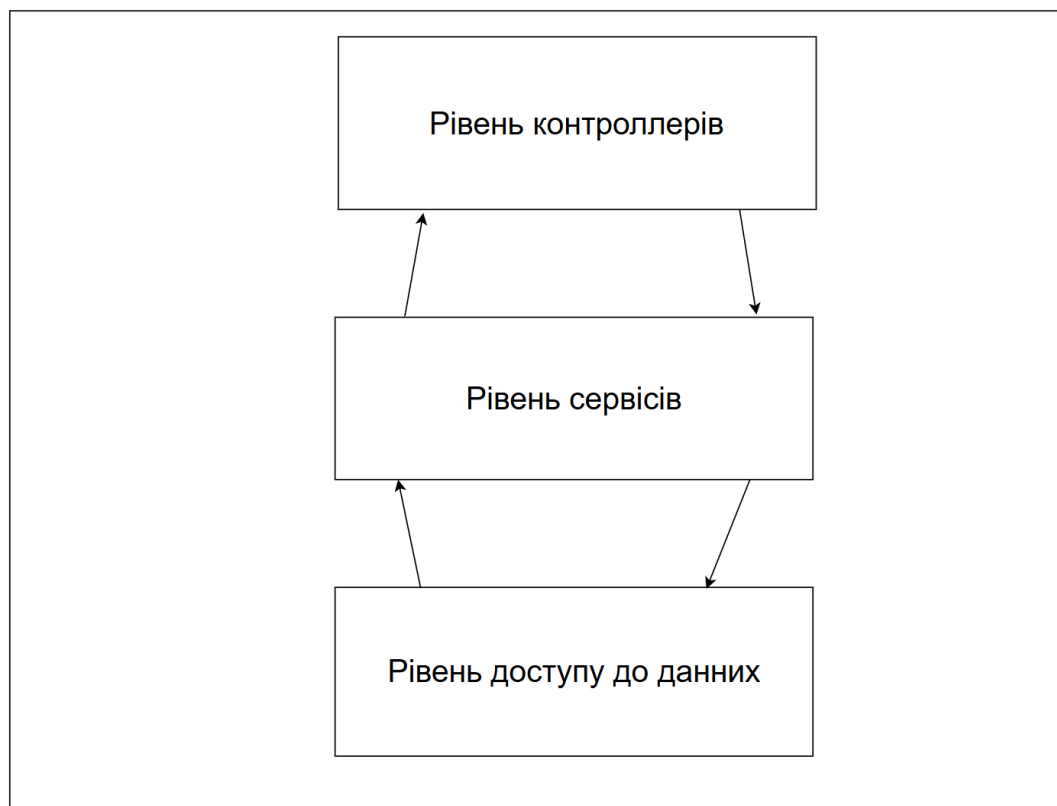 Рівень контроллерів
Рівень сервісів
Рівень доступу до данних